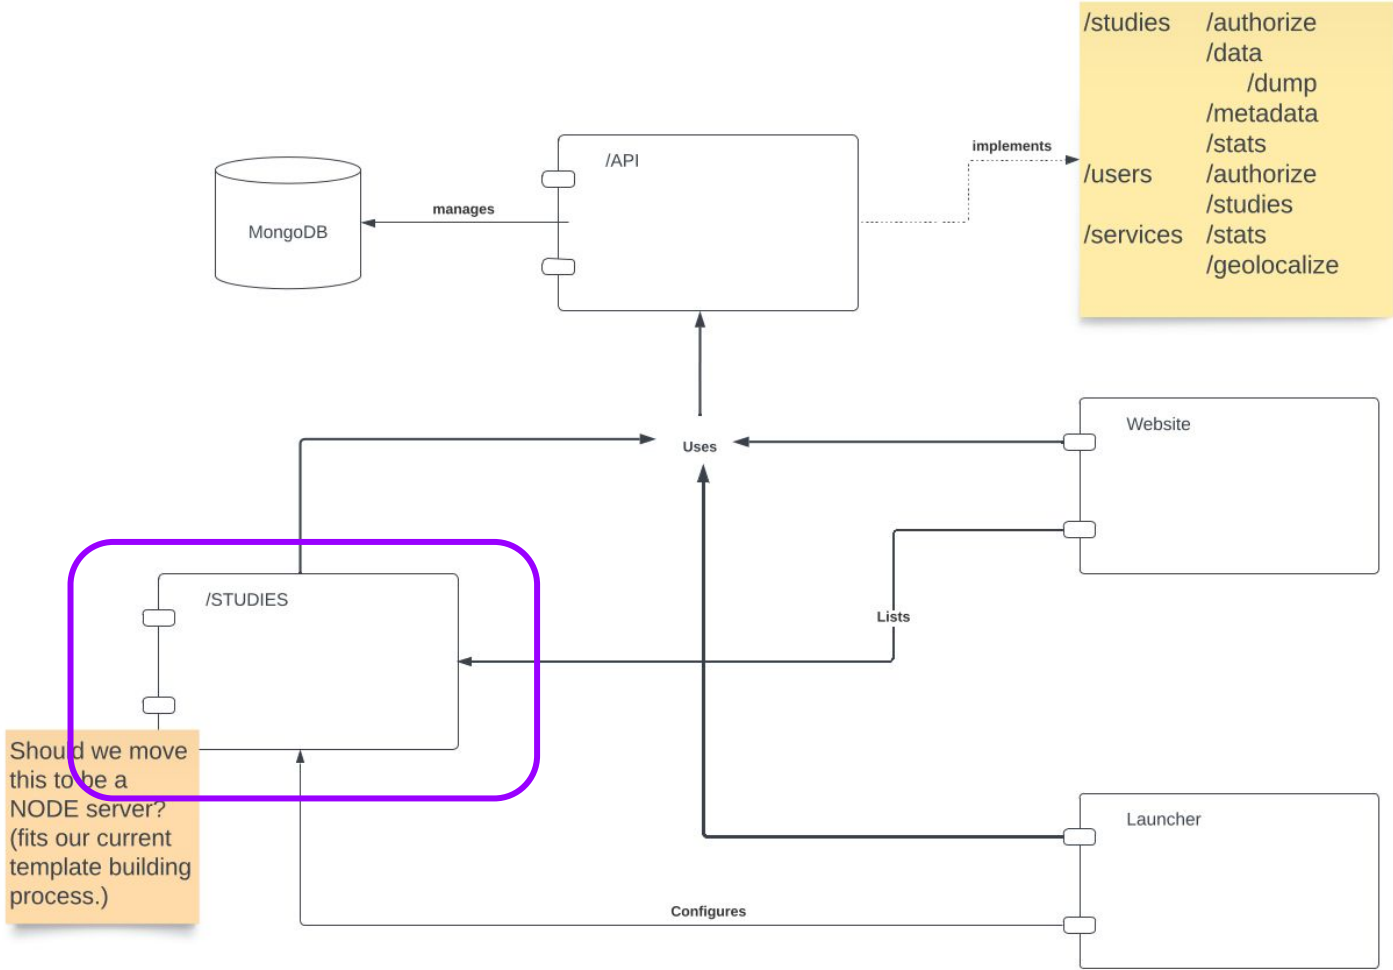 /studies /authorize
/data
/dump
/metadata
/stats
/users /authorize
/studies
/services /stats
/geolocalize
implements
/API
manages
MongoDB
Uses
Website
/STUDIES
Lists
Should we move
this to be a
NODE server?
(fits our current
template building
process.)
Launcher
Configures